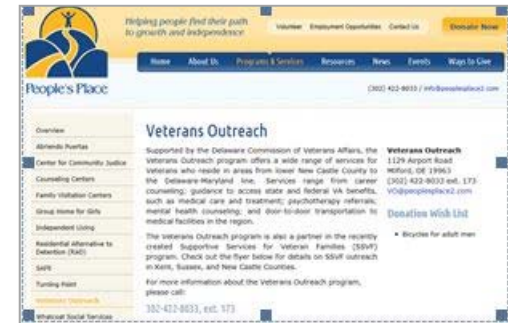 Helping people find their path
to growth and independence
Volunteer Employment Opportunities Contact Us Donate Now
Home About Us Programs & Services Resources News Events Ways to Give
People's Place
(302) 422-8033 / info@peoplesplace2.com
Overview
Abriendo Puertas
Center for Community Justice
Counseling Centers
Family Visitation Centers
Group Home for Girls
Independent Living
Residential Alternative to
Detention (RAD)
SAFE
Turning Point
Veterans Outreach
Whatcoat Social Services
Veterans Outreach
Supported by the Delaware Commission of Veterans Affairs, the
Veterans Outreach program offers a wide range of services for
Veterans who reside in areas from lower New Castle County to
the Delaware-Maryland line. Services range from career
counseling; guidance to access state and federal VA benefits,
such as medical care and treatment; psychotherapy referrals;
mental health counseling; and door-to-door transportation to
medical facilities in the region.
The Veterans Outreach program is also a partner in the recently
created Supportive Services for Veteran Families (SSVF)
program. Check out the flyer below for details on SSVF outreach
in Kent, Sussex, and New Castle Counties.
For more information about the Veterans Outreach program,
please call:
302-422-8033, ext. 173
Veterans Outreach
1129 Airport Road
Milford, DE 19963
(302) 422-8033 ext. 173
VO@peoplesplace2.com
Donation Wish List
• Bicycles for adult men